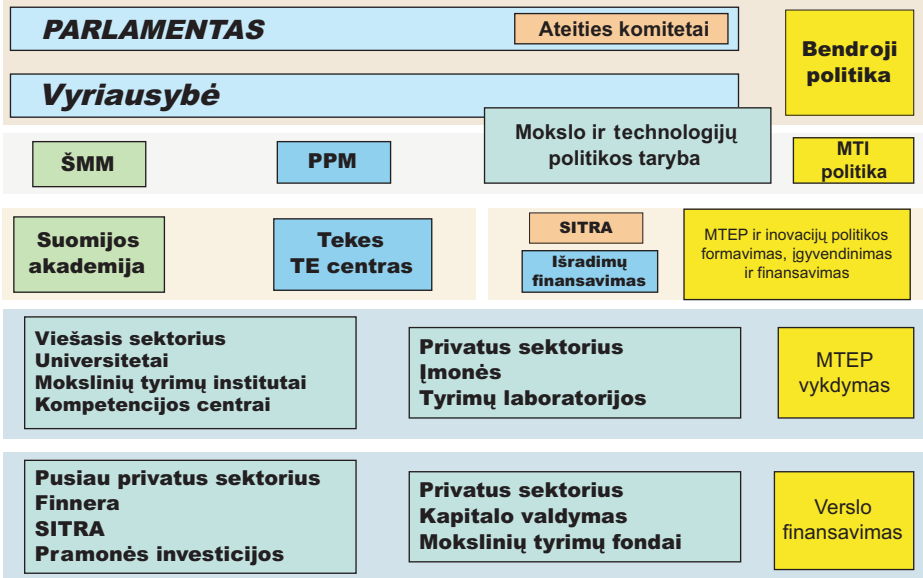 PARLAMENTAS
Ateities komitetai
Bendroji
politika
Vyriausybė
Mokslo ir technologijų
politikos taryba
ŠMM
PPM
MTI
politika
Suomijos
akademija
Tekes
TE centras
SITRA
Išradimų
finansavimas
MTEP ir inovacijų politikos
formavimas, įgyvendinimas
ir finansavimas
Viešasis sektorius
Universitetai
Mokslinių tyrimų institutai
Kompetencijos centrai
Privatus sektorius
Įmonės
Tyrimų laboratorijos
MTEP
vykdymas
Pusiau privatus sektorius
Finnera
SITRA
Pramonės investicijos
Privatus sektorius
Kapitalo valdymas
Mokslinių tyrimų fondai
Verslo
finansavimas